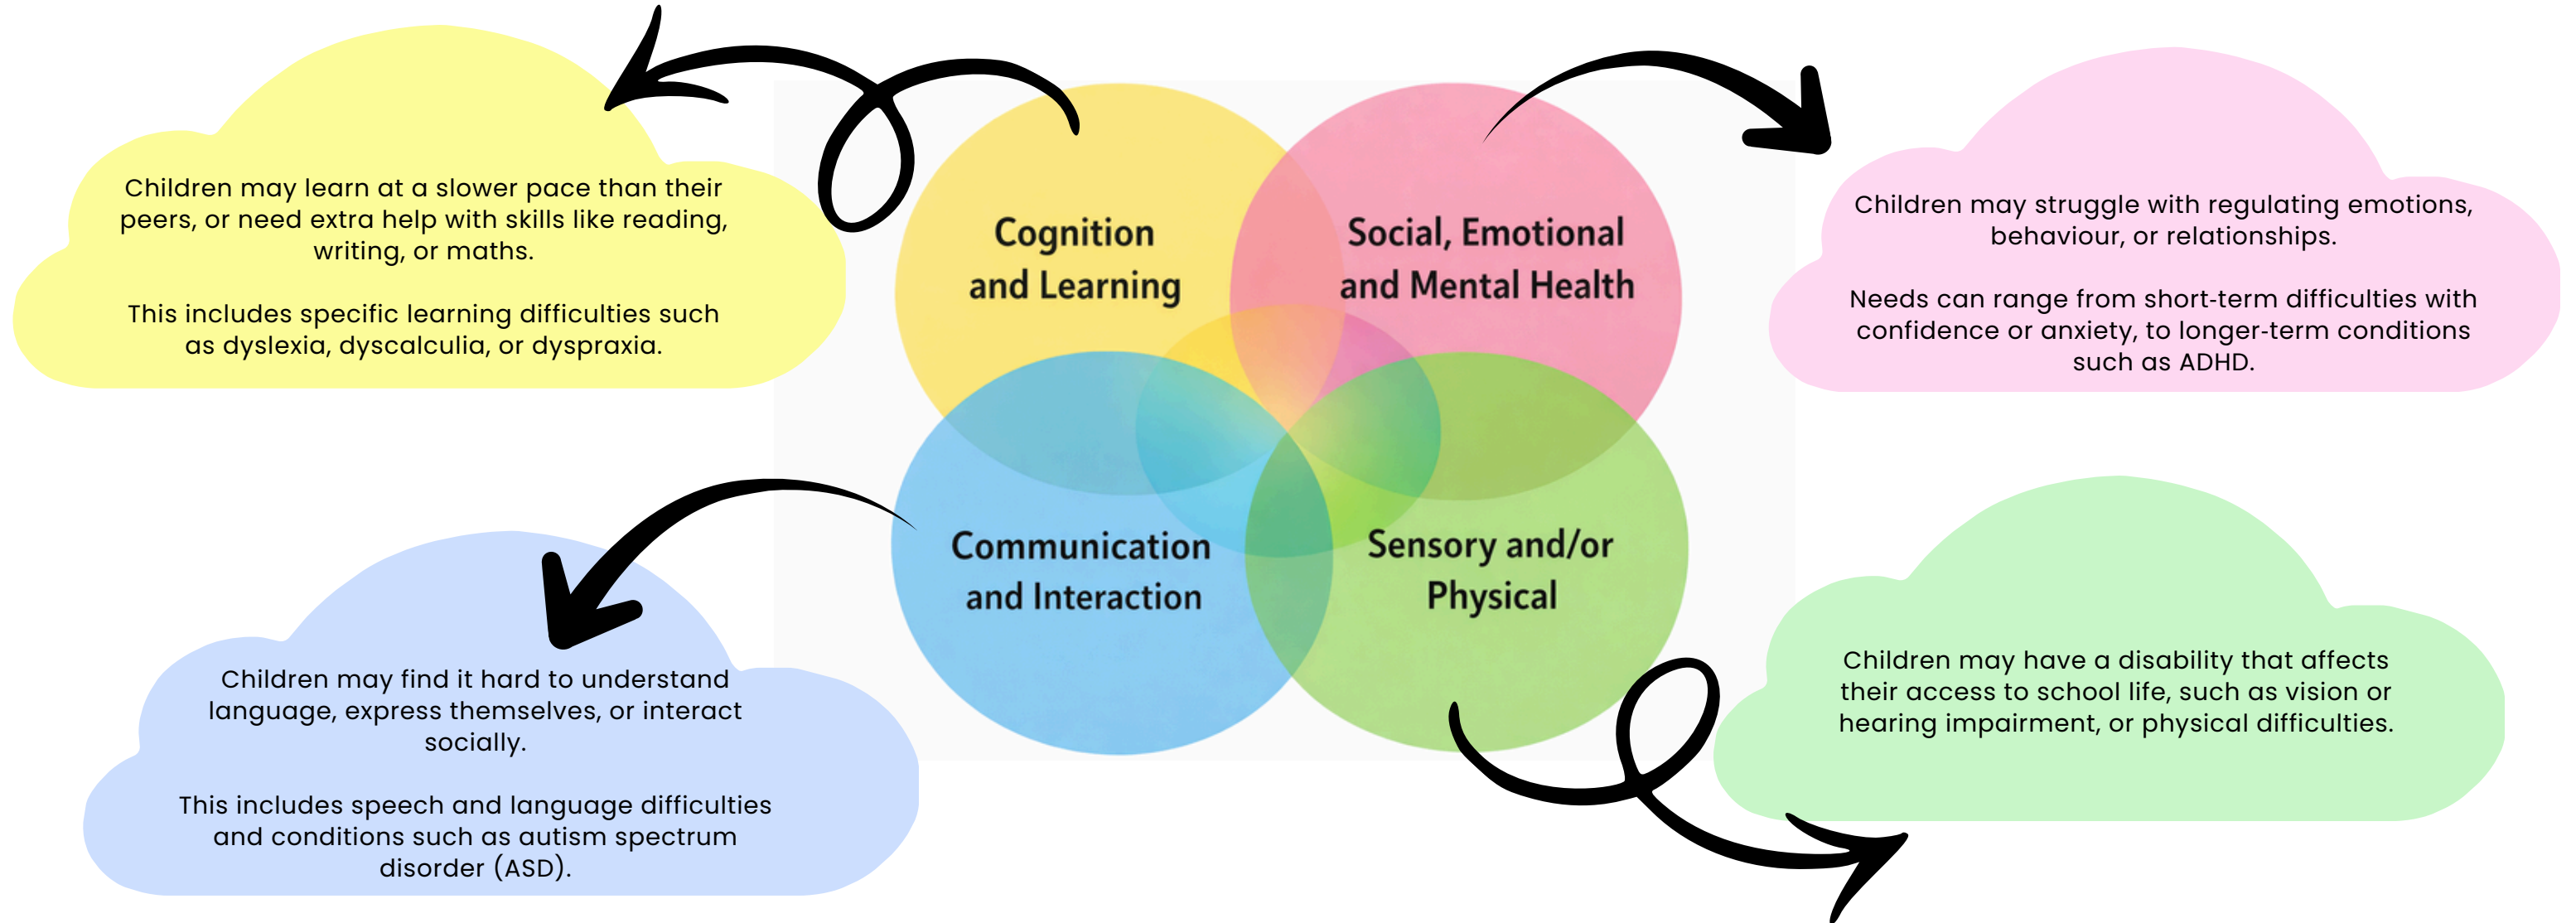 Children may learn at a slower pace than their
peers, or need extra help with skills like reading,
writing, or maths.
This includes specific learning difficulties such
as dyslexia, dyscalculia, or dyspraxia.
Cognition
and Learning
Social, Emotional
and Mental Health
Children may struggle with regulating emotions,
behaviour, or relationships.
Needs can range from short-term difficulties with
confidence or anxiety, to longer-term conditions
such as ADHD.
Children may find it hard to understand
language, express themselves, or interact
socially.
This includes speech and language difficulties
and conditions such as autism spectrum
disorder (ASD).
Communication
and Interaction
Sensory and/or
Physical
Children may have a disability that affects
their access to school life, such as vision or
hearing impairment, or physical difficulties.